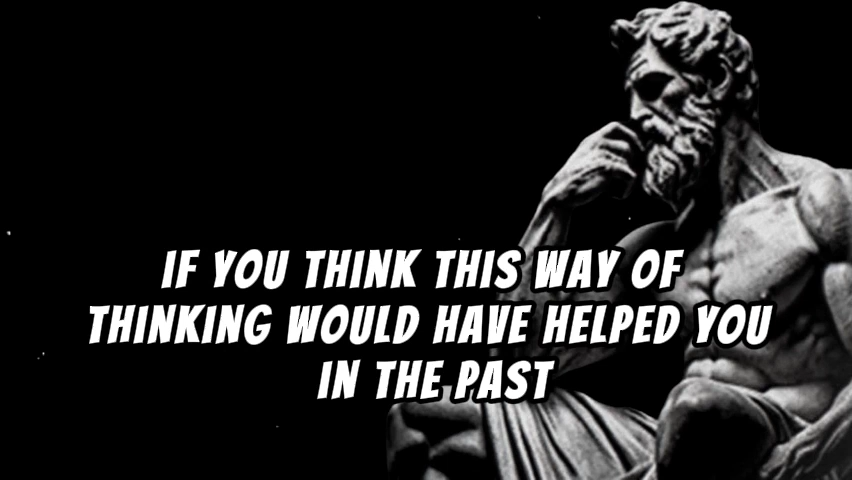 IF YOU THINK THIS WAY OF
THINKING WOULD HAVE HELPED YOU
IN THE PAST